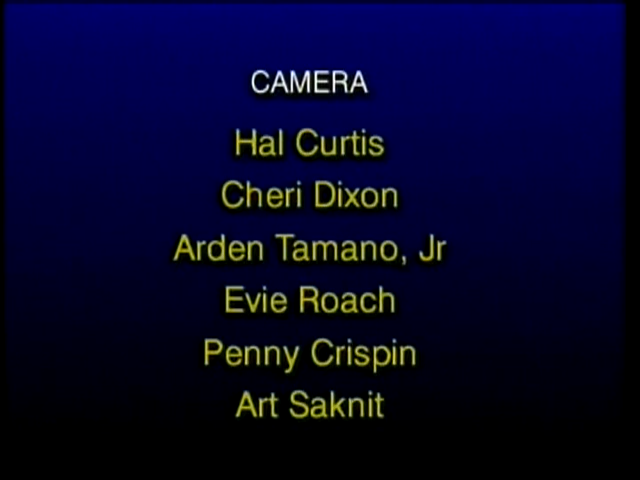 CAMERA
Hal Curtis
Cheri Dixon
Arden Tamano, Jr
Evie Roach
Penny Crispin
Art Saknit